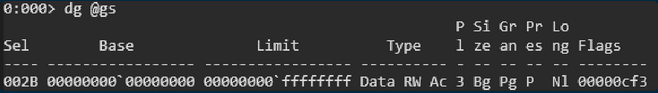 0:000> dg @gs
P Si Gr Pr Lo
Sel Base Limit Type l ze an es ng Flags
---- ----------------- ----------------- ---------- - -- -- -- -- --------
002B 00000000`00000000 00000000`ffffffff Data RW Ac 3 Bg Pg P Nl 00000cf3